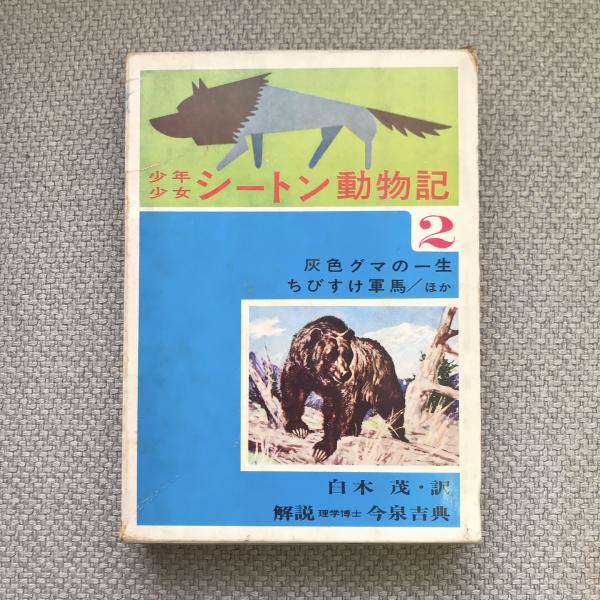 少年
少女 シートン動物記
2
灰色グマの一生
ちびすけ軍馬/ほか
白木 茂・訳
解説 理学博士 今泉吉典